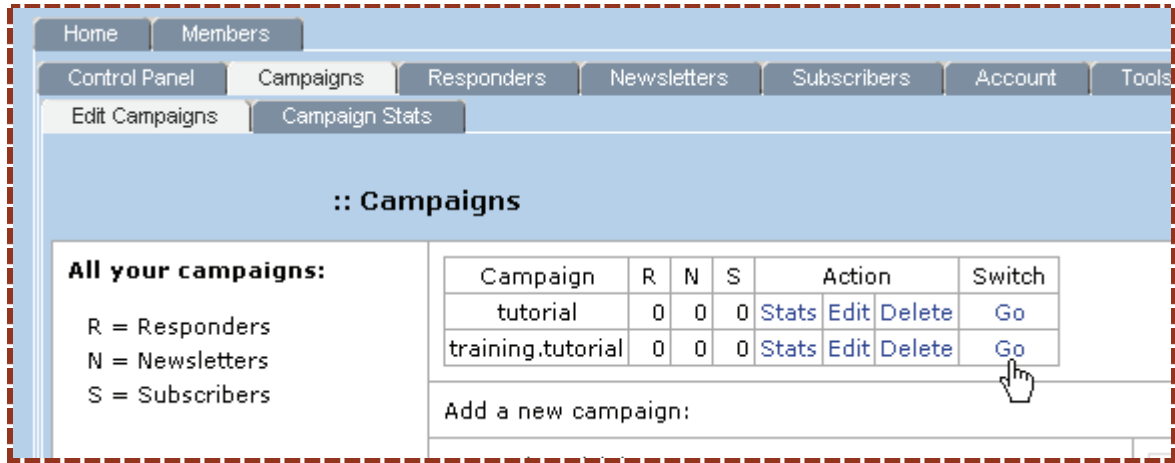 Home Members
Control Panel Campaigns Responders Newsletters Subscribers Account Tools
Edit Campaigns Campaign Stats
:: Campaigns
All your campaigns:
R = Responders
N = Newsletters
S = Subscribers
Campaign R N S Action Switch
tutorial 0 0 0 Stats Edit Delete Go
training.tutorial 0 0 0 Stats Edit Delete Go
Add a new campaign: